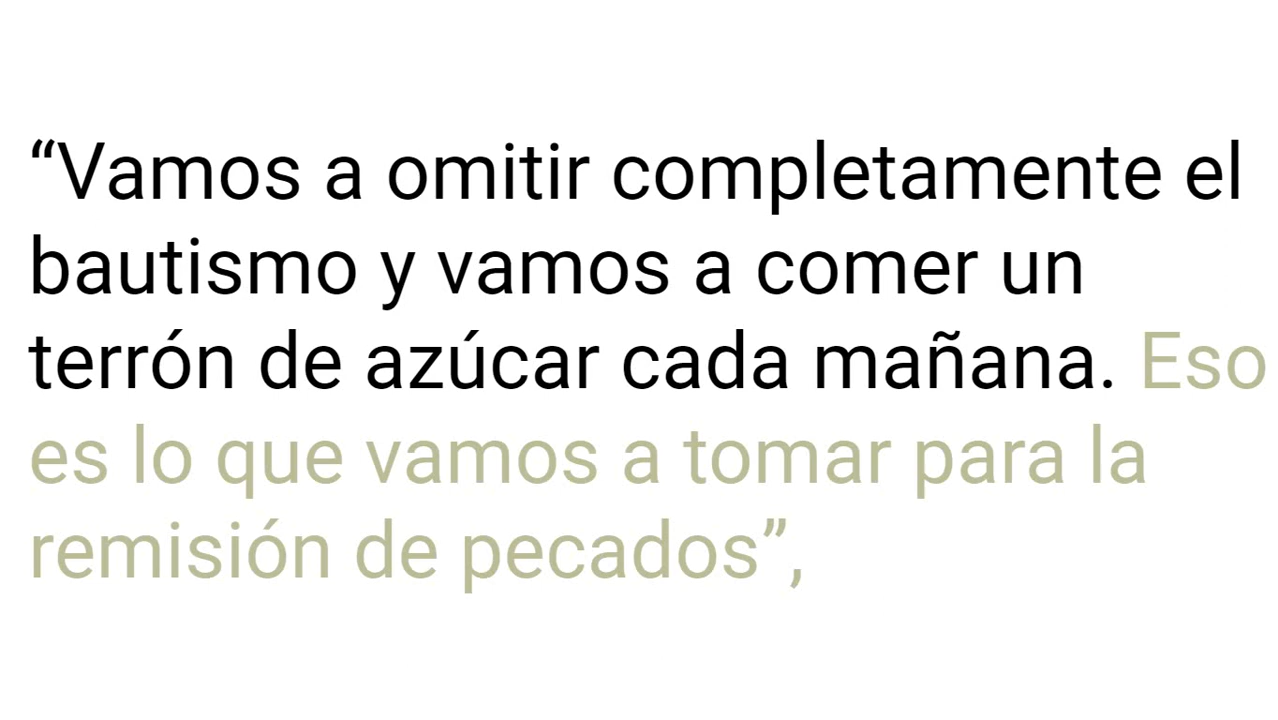 “Vamos a omitir completamente el
bautismo y vamos a comer un
terrón de azúcar cada mañana. Eso
es lo que vamos a tomar para la
remisión de pecados”,